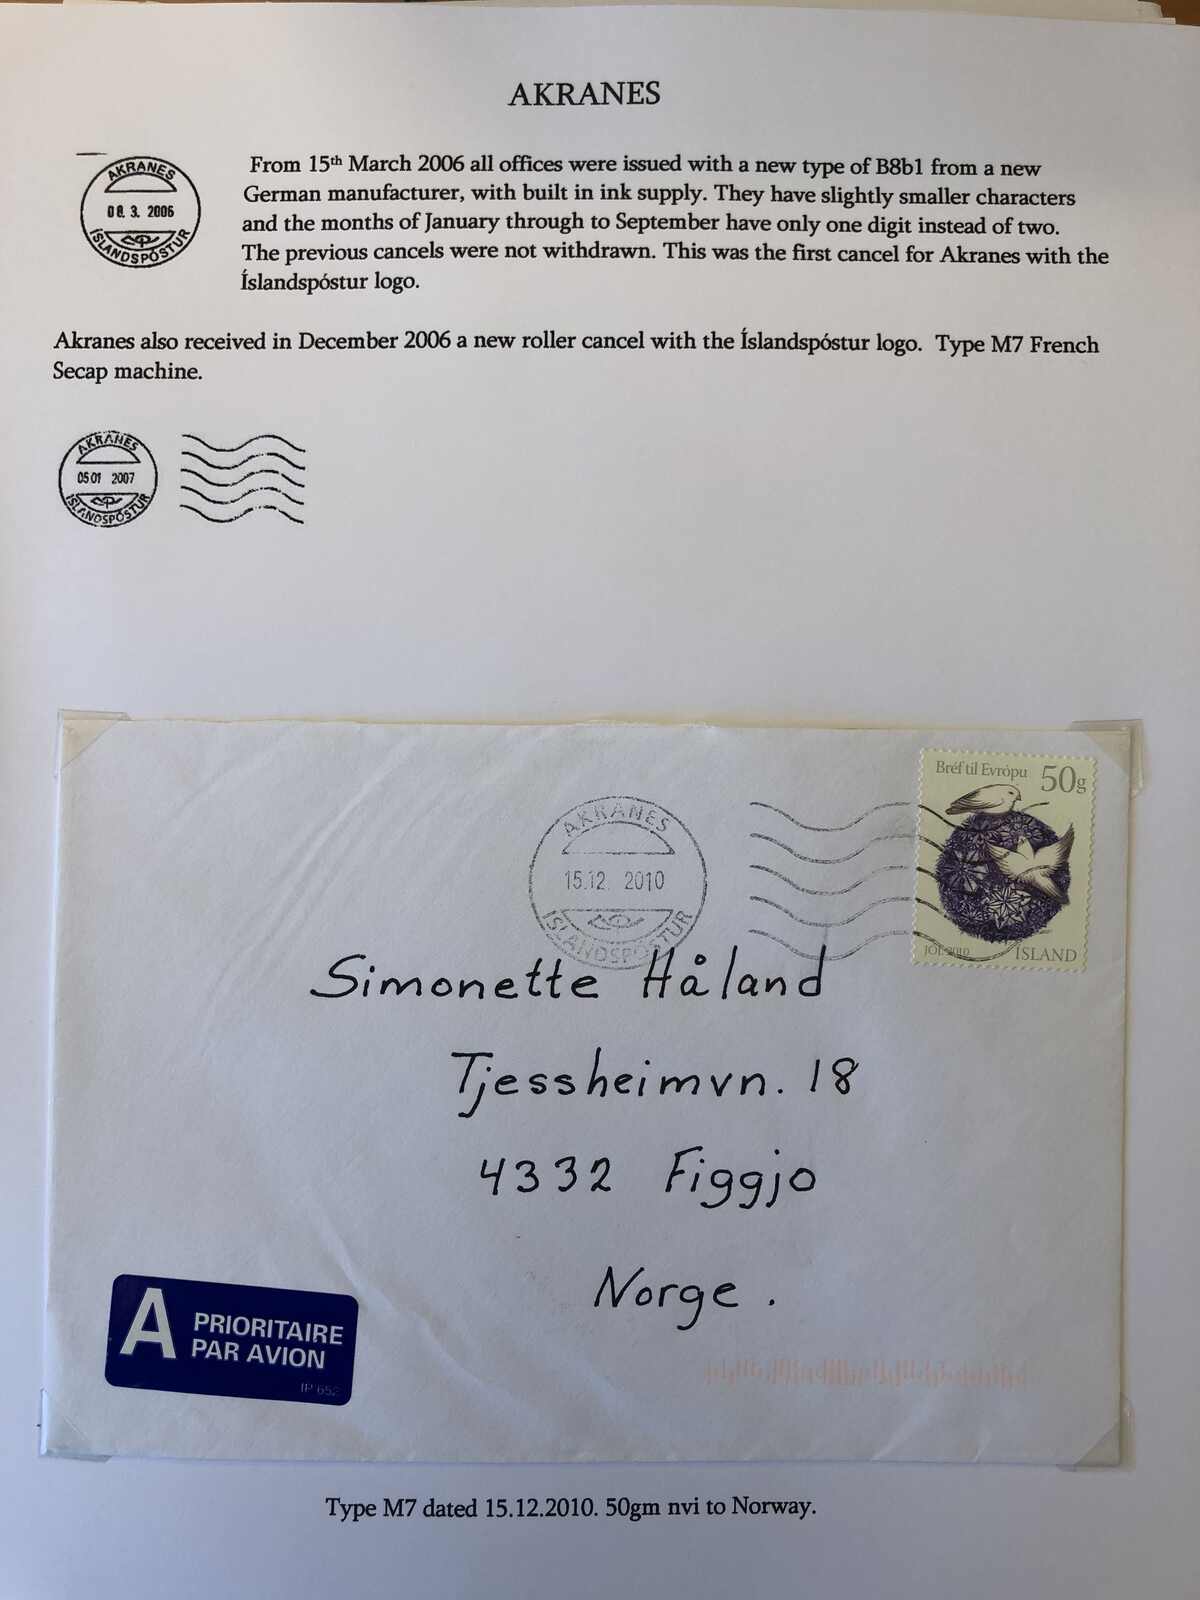 AKRANES
AKRANES
08. 3. 2006
ÍSLANDSPÓSTUR
From 15th March 2006 all offices were issued with a new type of B8b1 from a new
German manufacturer, with built in ink supply. They have slightly smaller characters
and the months of January through to September have only one digit instead of two.
The previous cancels were not withdrawn. This was the first cancel for Akranes with the
Íslandspóstur logo.
Akranes also received in December 2006 a new roller cancel with the Íslandspóstur logo. Type M7 French
Secap machine.
AKRANES
05 01 2007
ÍSLANDSPÓSTUR
Bréf til Evrópu 50g
AKRANES
15.12. 2010
ÍSLANDSPÓSTUR
JÓL 2010 ÍSLAND
Simonette Håland
Tjessheimvn. 18
4332 Figgjo
Norge.
A PRIORITAIRE
PAR AVION
IP 652
Type M7 dated 15.12.2010. 50gm nvi to Norway.